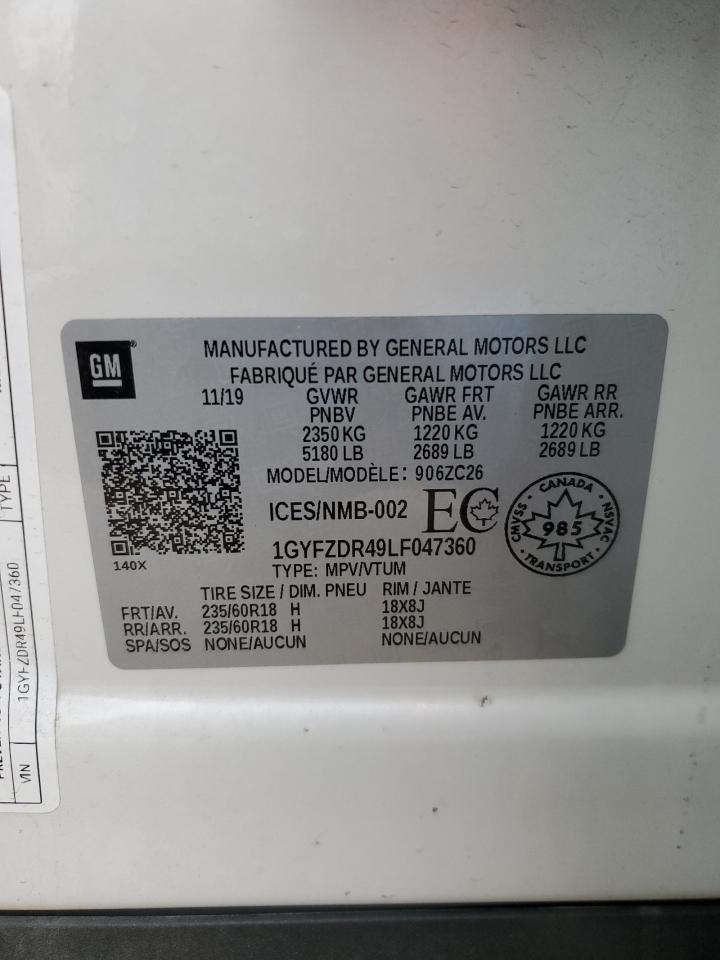 GM
MANUFACTURED BY GENERAL MOTORS LLC
FABRIQUÉ PAR GENERAL MOTORS LLC
11/19 GVWR GAWR FRT GAWR RR
PNBV PNBE AV. PNBE ARR.
2350 KG 1220 KG 1220 KG
5180 LB 2689 LB 2689 LB
MODEL/MODÈLE: 906ZC26
ICES/NMB-002 EC
CANADA
CMVSS 985 NSVAC
TRANSPORT
1GYFZDR49LF047360
140X
TYPE: MPV/VTUM
TIRE SIZE / DIM. PNEU RIM / JANTE
FRT/AV. 235/60R18 H 18X8J
RR/ARR. 235/60R18 H 18X8J
SPA/SOS NONE/AUCUN NONE/AUCUN
VIN 1GYFZDR49LF047360 TYPE